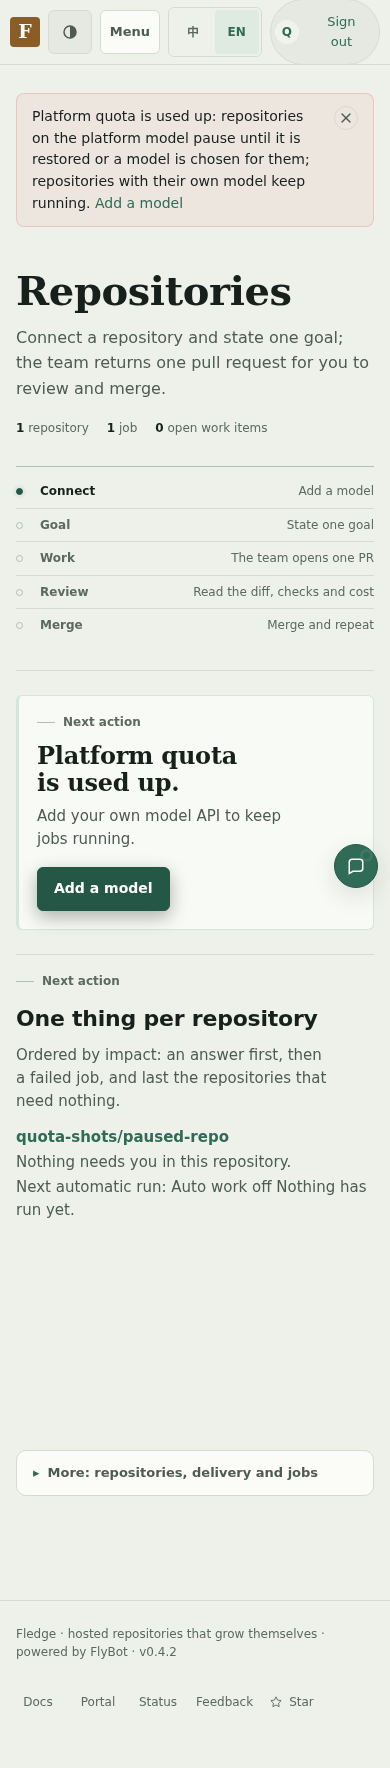 F
Menu
中
EN
Q
Sign
out
Platform quota is used up: repositories
on the platform model pause until it is
restored or a model is chosen for them;
repositories with their own model keep
running. Add a model
Repositories
Connect a repository and state one goal;
the team returns one pull request for you to
review and merge.
1 repository 1 job 0 open work items
Connect Add a model
Goal State one goal
Work The team opens one PR
Review Read the diff, checks and cost
Merge Merge and repeat
Next action
Platform quota
is used up.
Add your own model API to keep
jobs running.
Add a model
Next action
One thing per repository
Ordered by impact: an answer first, then
a failed job, and last the repositories that
need nothing.
quota-shots/paused-repo
Nothing needs you in this repository.
Next automatic run: Auto work off Nothing has
run yet.
More: repositories, delivery and jobs
Fledge · hosted repositories that grow themselves ·
powered by FlyBot · v0.4.2
Docs Portal Status Feedback Star